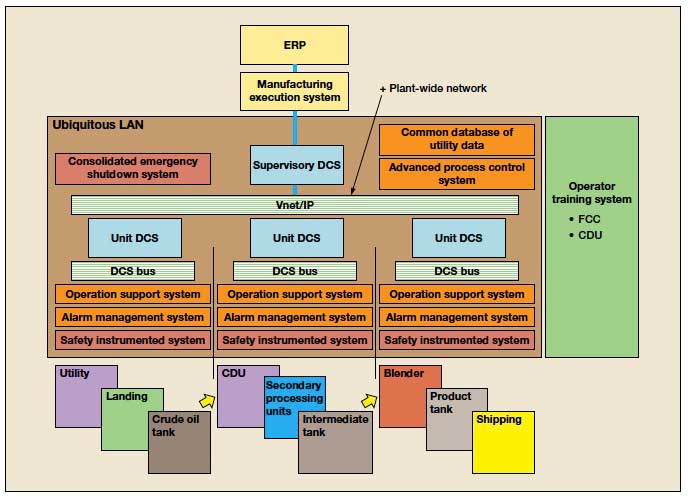 ERP
Manufacturing
execution system
+ Plant-wide network
Ubiquitous LAN
Consolidated emergency
shutdown system
Supervisory DCS
Common database of
utility data
Advanced process control
system
Operator
training system
• FCC
• CDU
Vnet/IP
Unit DCS
Unit DCS
Unit DCS
DCS bus
DCS bus
DCS bus
Operation support system
Operation support system
Operation support system
Alarm management system
Alarm management system
Alarm management system
Safety instrumented system
Safety instrumented system
Safety instrumented system
Utility
Landing
Crude oil
tank
CDU
Secondary
processing
units
Intermediate
tank
Blender
Product
tank
Shipping